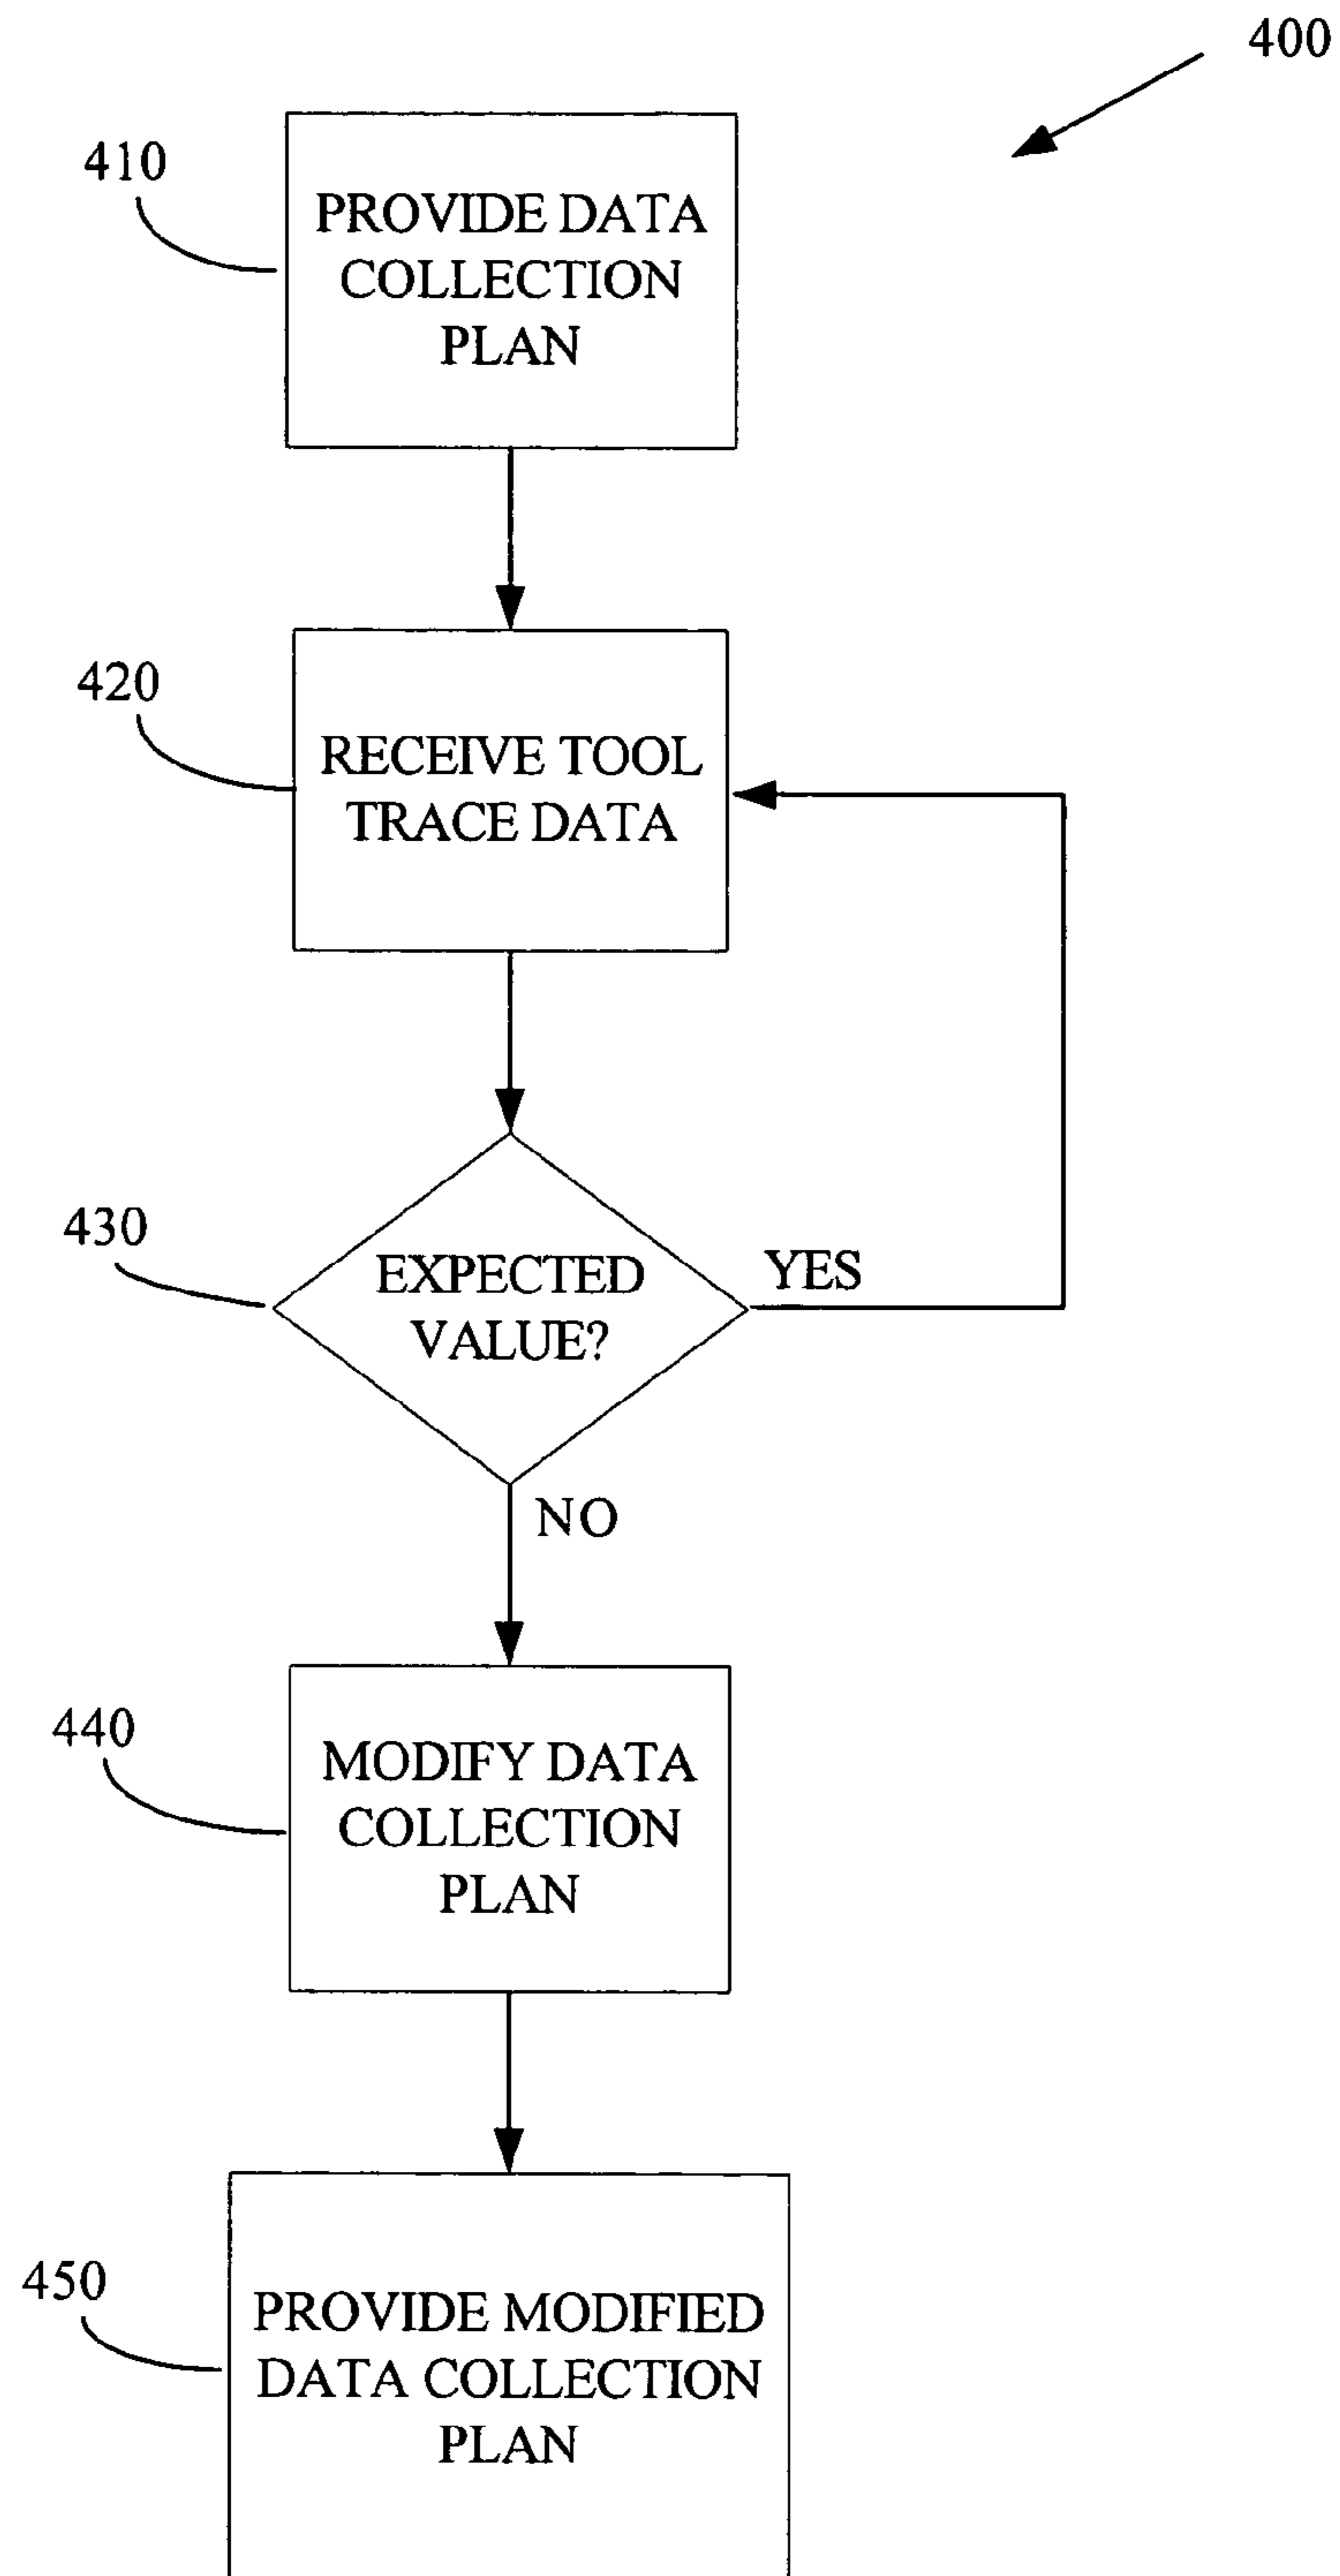 400
410
PROVIDE DATA
COLLECTION
PLAN
420
RECEIVE TOOL
TRACE DATA
430
EXPECTED
VALUE?
YES
NO
440
MODIFY DATA
COLLECTION
PLAN
450
PROVIDE MODIFIED
DATA COLLECTION
PLAN